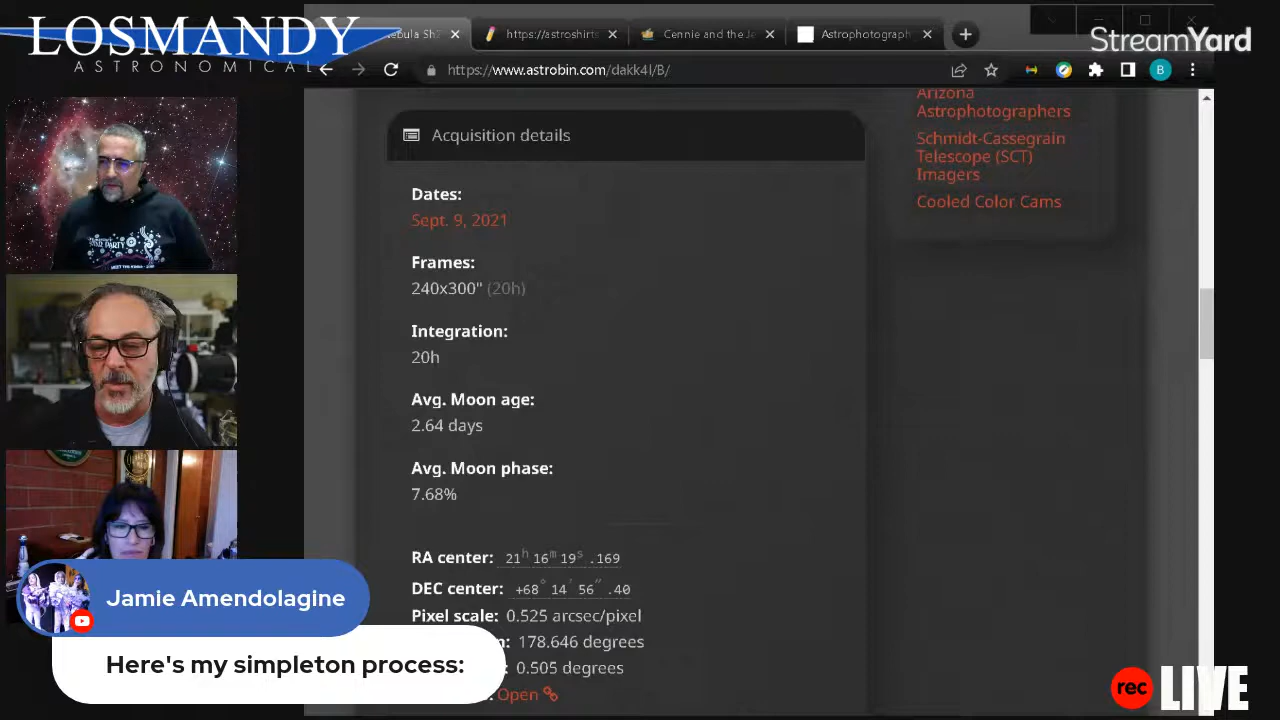 LOSMANDY
ASTRONOMICAL
https://astroshirts
Cennie and the
Astrophotograph
StreamYard
https://www.astrobin.com/dakk4l/B/
B
Arizona
Astrophotographers
Schmidt-Cassegrain
Telescope (SCT)
Imagers
Cooled Color Cams
Acquisition details
Dates:
Sept. 9, 2021
Frames:
240x300" (20h)
Integration:
20h
Avg. Moon age:
2.64 days
Avg. Moon phase:
7.68%
RA center: 21h 16m 19s .169
DEC center: +68° 14′ 56″ .40
Pixel scale: 0.525 arcsec/pixel
178.646 degrees
0.505 degrees
Open
STAR PARTY
Jamie Amendolagine
Here's my simpleton process:
rec LIVE